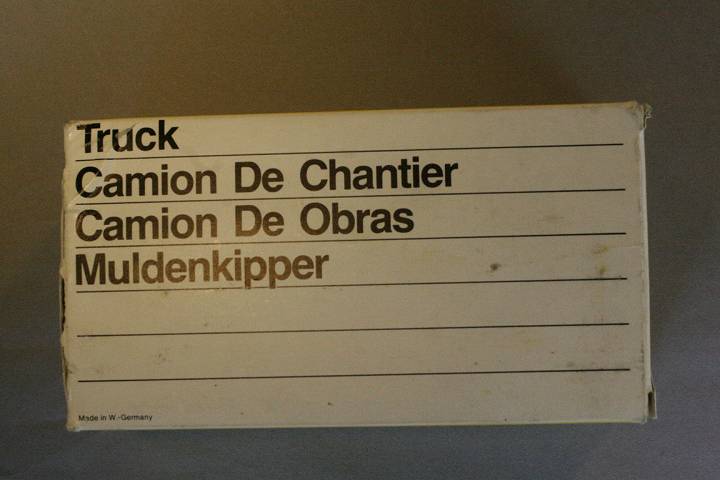 Truck
Camion De Chantier
Camion De Obras
Muldenkipper
Made in W.-Germany